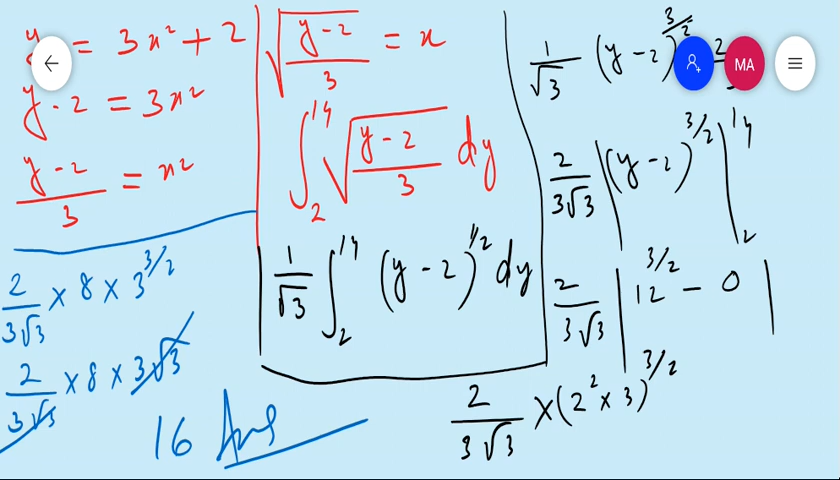 y = 3x² + 2
y - 2 = 3x²
(y - 2)/3 = x²
√((y - 2)/3) = x
∫₂¹⁴ √((y - 2)/3) dy
1/√3 ∫₂¹⁴ (y - 2)^1/2 dy
1/√3 (y - 2)^3/2 2
MA
2/(3√3) |(y - 2)^3/2|₂¹⁴
2/(3√3) |12^3/2 - 0|
2/(3√3) × (2² × 3)^3/2
2/(3√3) × 8 × 3^3/2
2/(3√3) × 8 × 3√3
16 Ans